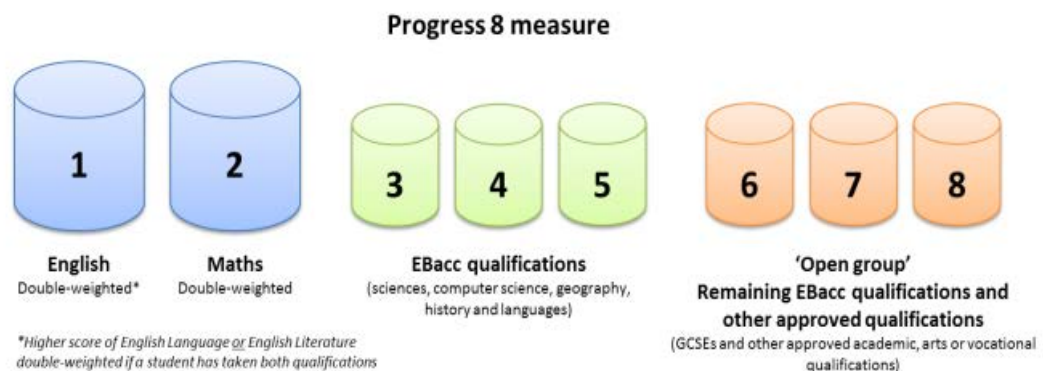 Progress 8 measure
1
2
3
4
5
6
7
8
English
Double-weighted*
Maths
Double-weighted
EBacc qualifications
(sciences, computer science, geography,
history and languages)
'Open group'
Remaining EBacc qualifications and
other approved qualifications
(GCSEs and other approved academic, arts or vocational
qualifications)
*Higher score of English Language or English Literature
double-weighted if a student has taken both qualifications